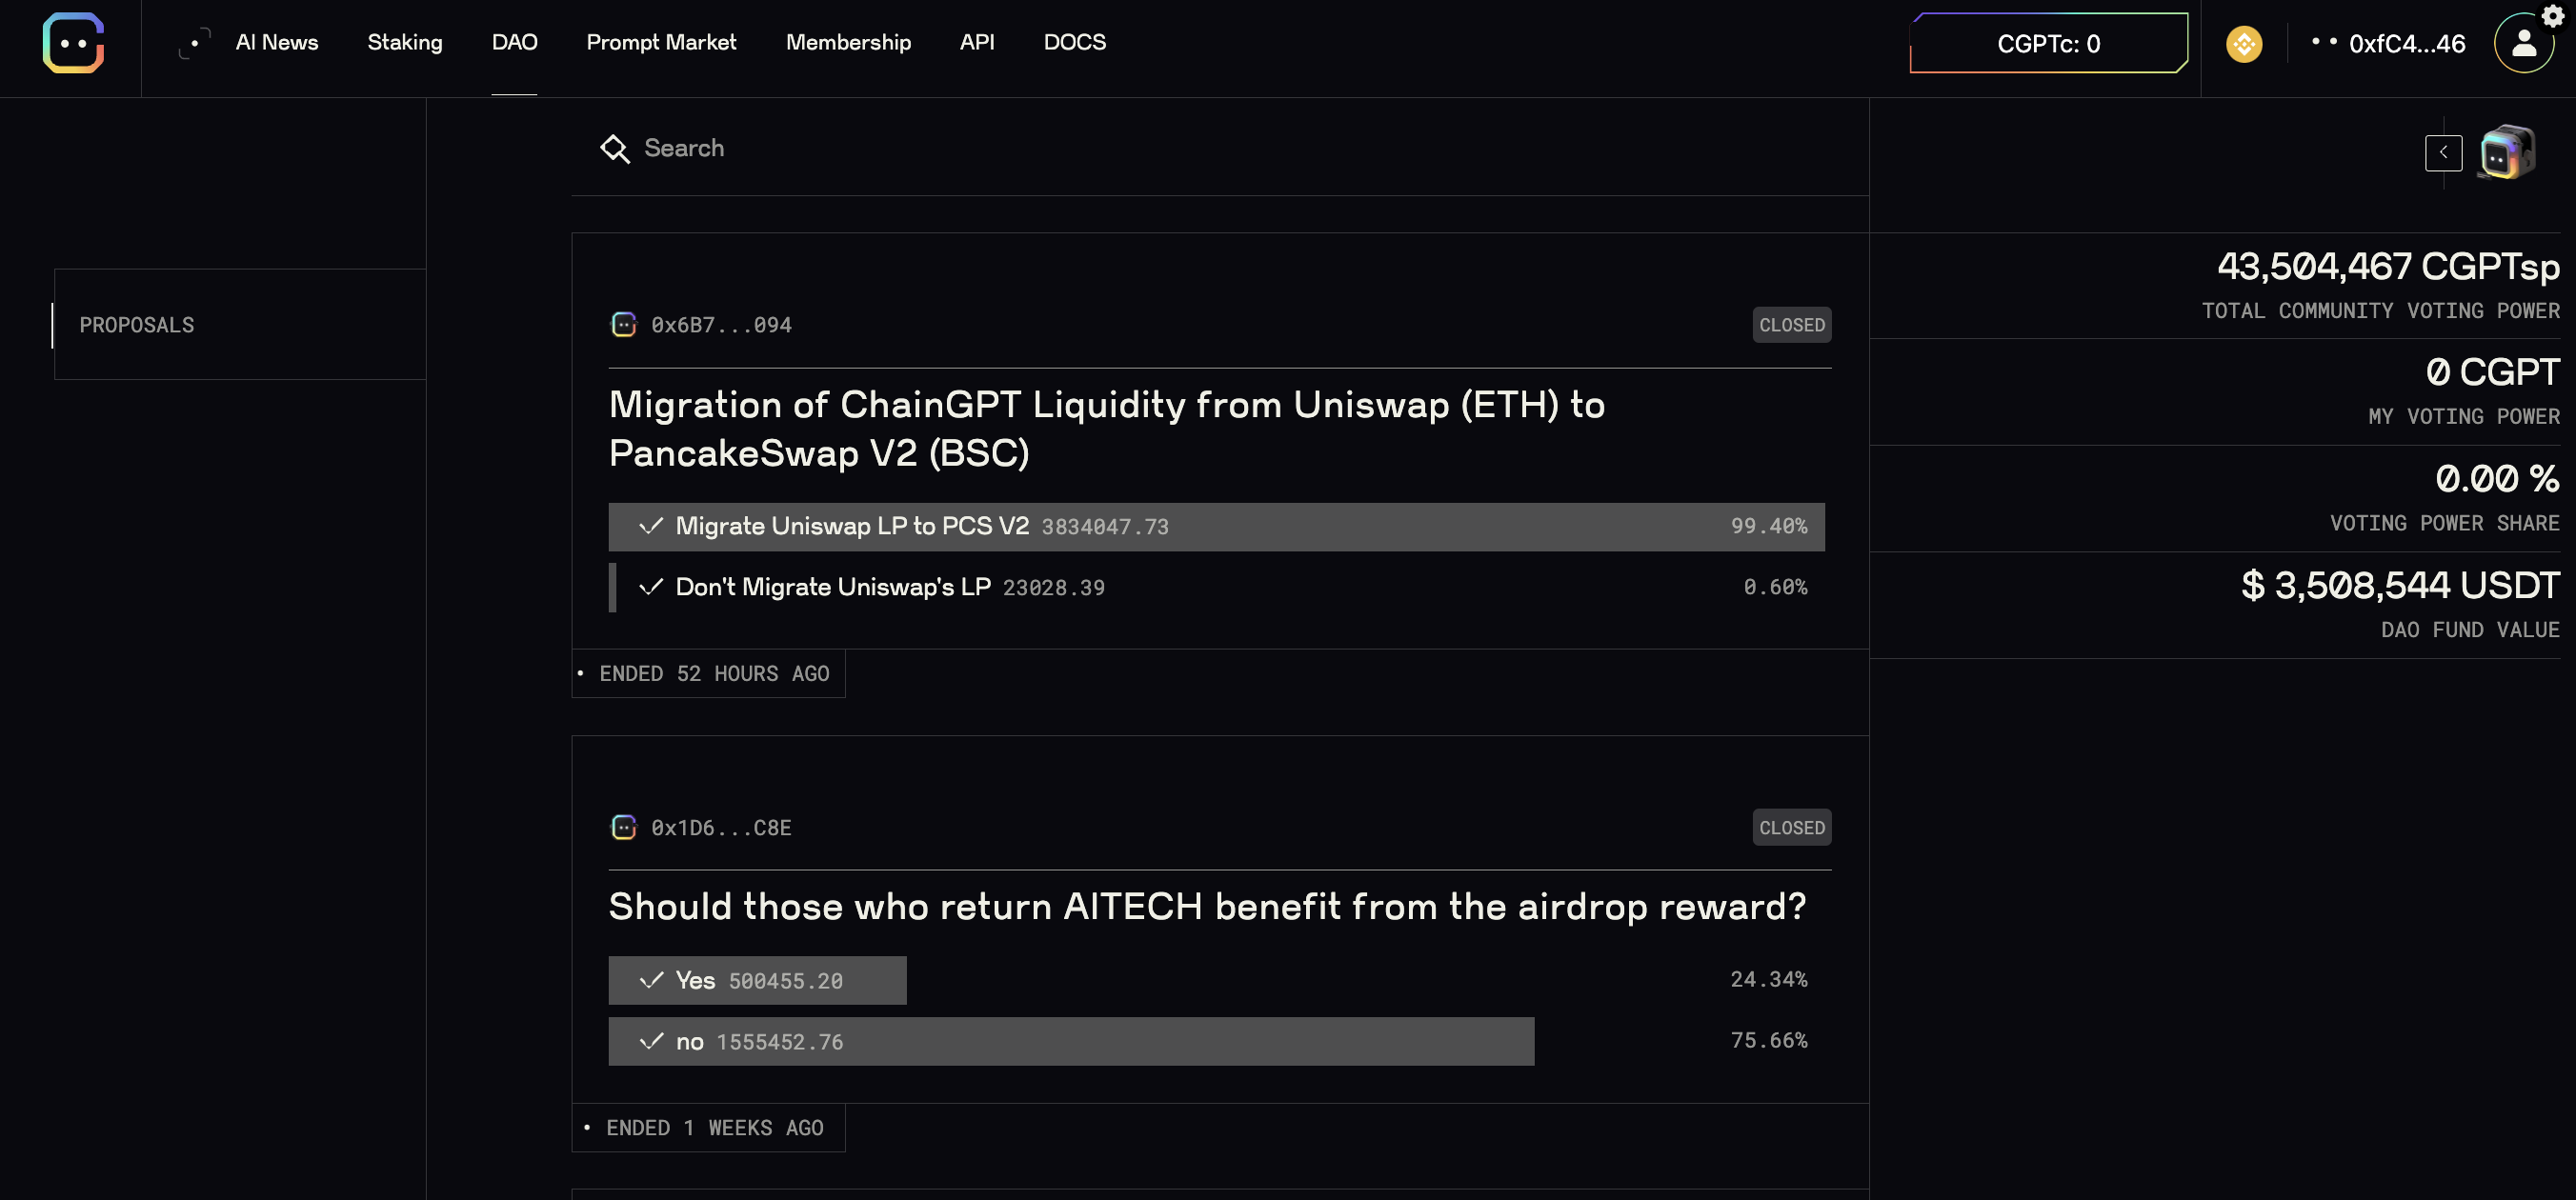 AI News
Staking
DAO
Prompt Market
Membership
API
DOCS
CGPTc: 0
0xfC4...46
Search
PROPOSALS
0x6B7...094
CLOSED
Migration of ChainGPT Liquidity from Uniswap (ETH) to
PancakeSwap V2 (BSC)
Migrate Uniswap LP to PCS V2 3834047.73 99.40%
Don't Migrate Uniswap's LP 23028.39 0.60%
• ENDED 52 HOURS AGO
0x1D6...C8E
CLOSED
Should those who return AITECH benefit from the airdrop reward?
Yes 500455.20 24.34%
no 1555452.76 75.66%
• ENDED 1 WEEKS AGO
43,504,467 CGPTsp
TOTAL COMMUNITY VOTING POWER
0 CGPT
MY VOTING POWER
0.00 %
VOTING POWER SHARE
$ 3,508,544 USDT
DAO FUND VALUE